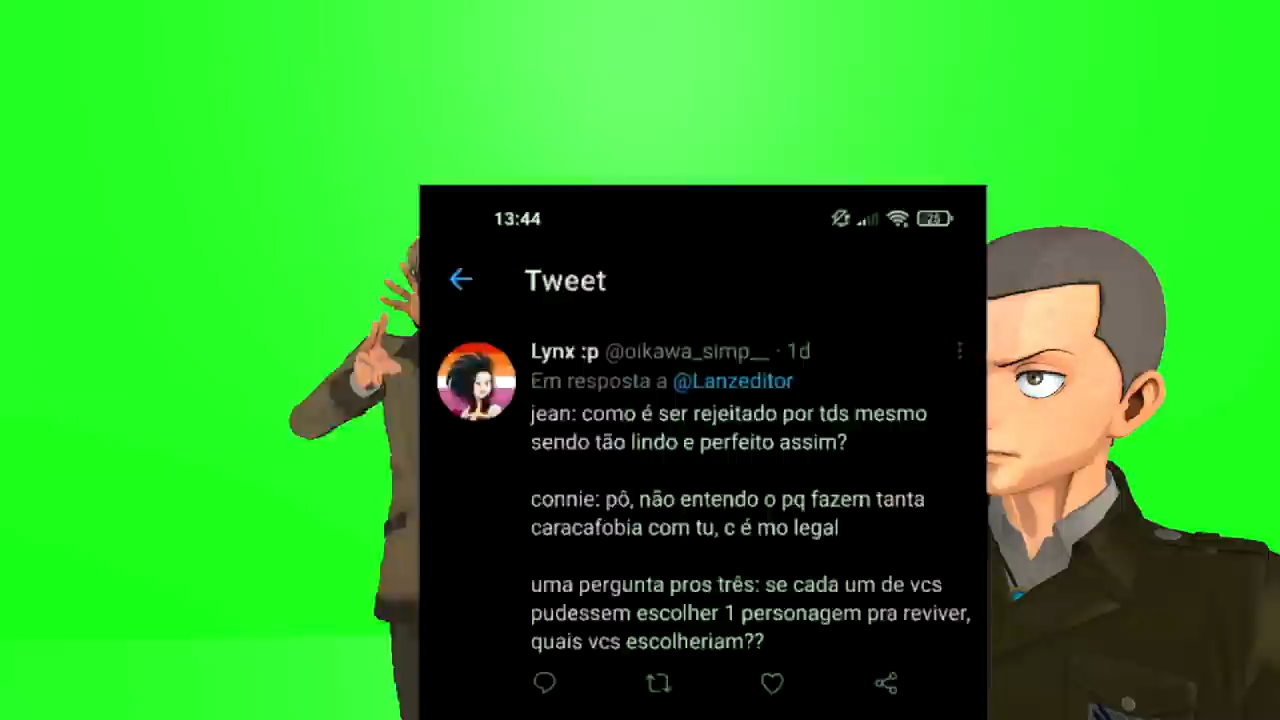 13:44
25
Tweet
Lynx :p @oikawa_simp__ · 1d
Em resposta a @Lanzeditor
jean: como é ser rejeitado por tds mesmo
sendo tão lindo e perfeito assim?
connie: pô, não entendo o pq fazem tanta
caracafobia com tu, c é mo legal
uma pergunta pros três: se cada um de vcs
pudessem escolher 1 personagem pra reviver,
quais vcs escolheriam??